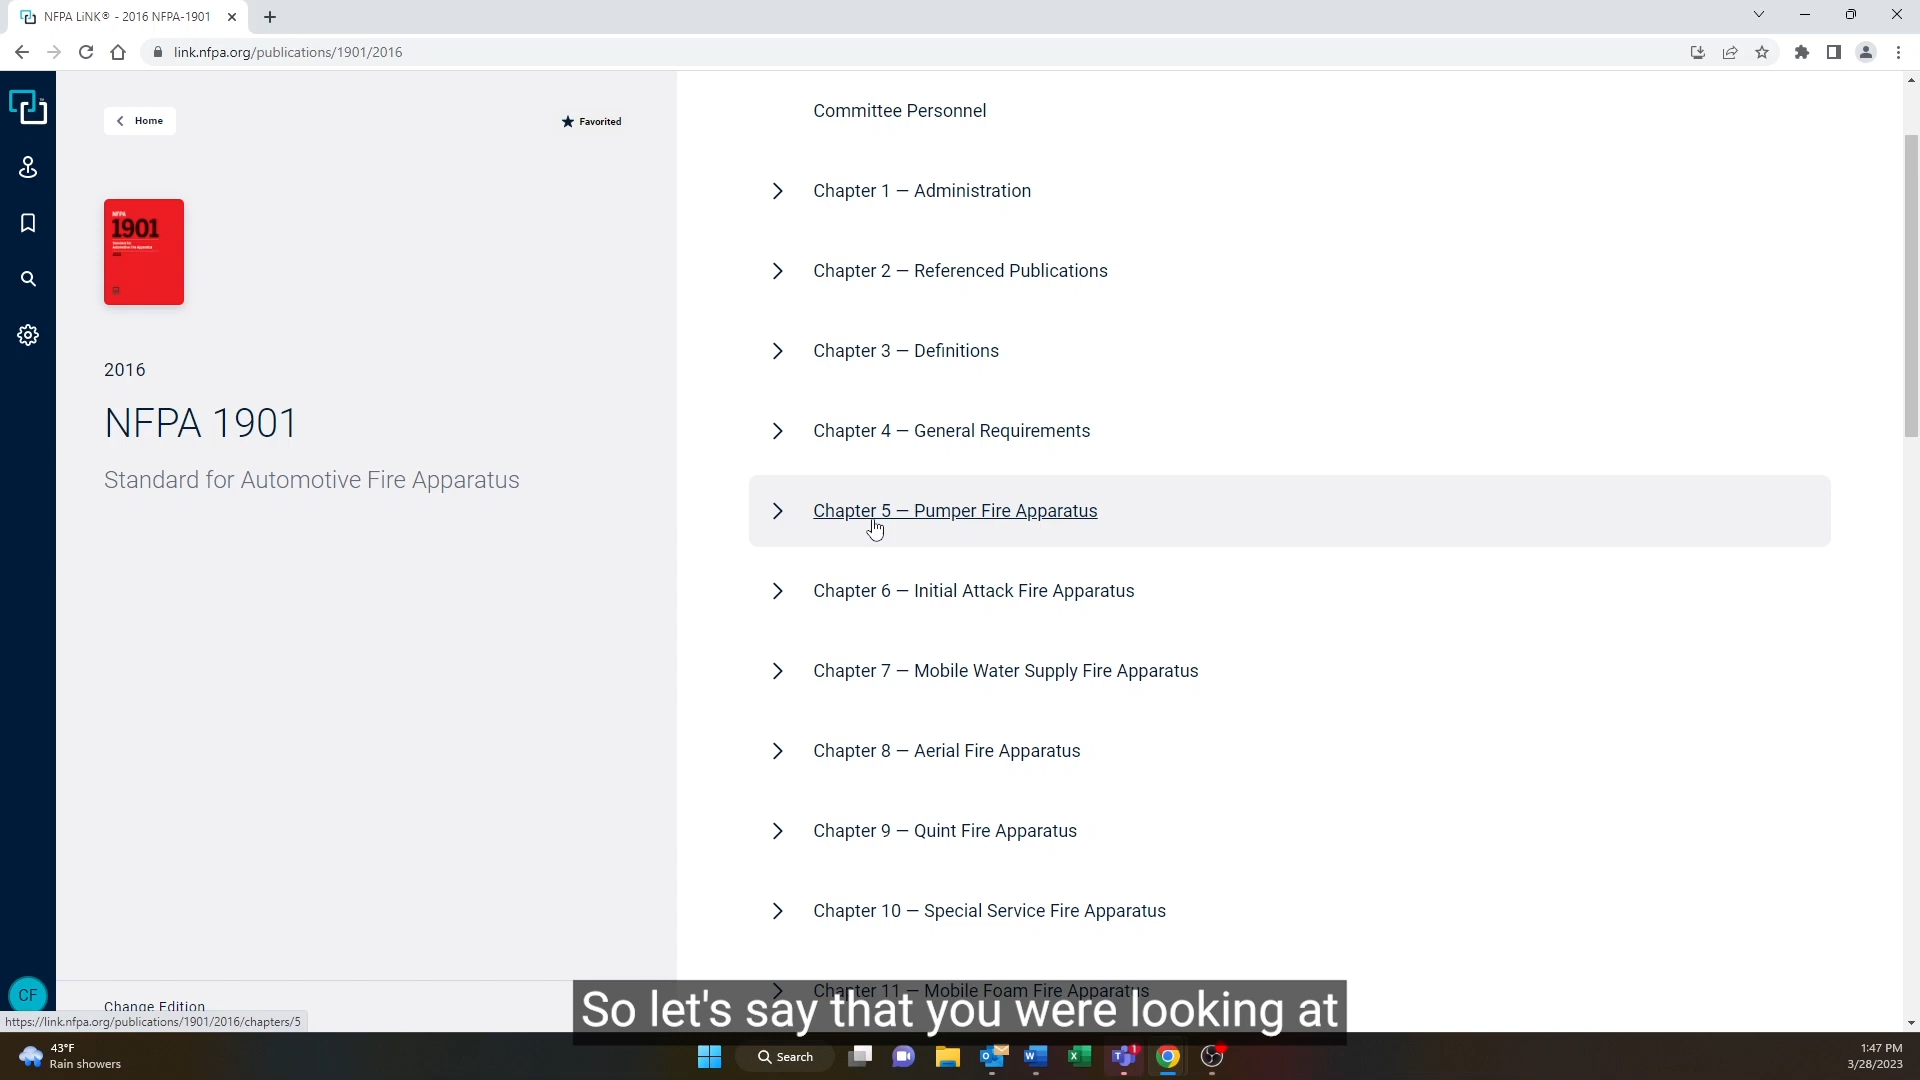 NFPA LiNK® - 2016 NFPA-1901
link.nfpa.org/publications/1901/2016
Home
Favorited
NFPA
1901
2016
NFPA 1901
Standard for Automotive Fire Apparatus
Committee Personnel
Chapter 1 — Administration
Chapter 2 — Referenced Publications
Chapter 3 — Definitions
Chapter 4 — General Requirements
Chapter 5 — Pumper Fire Apparatus
Chapter 6 — Initial Attack Fire Apparatus
Chapter 7 — Mobile Water Supply Fire Apparatus
Chapter 8 — Aerial Fire Apparatus
Chapter 9 — Quint Fire Apparatus
Chapter 10 — Special Service Fire Apparatus
Chapter 11 — Mobile Foam Fire Apparatus
CF
Change Edition
https://link.nfpa.org/publications/1901/2016/chapters/5
So let's say that you were looking at
43°F
Rain showers
Search
1
1:47 PM
3/28/2023